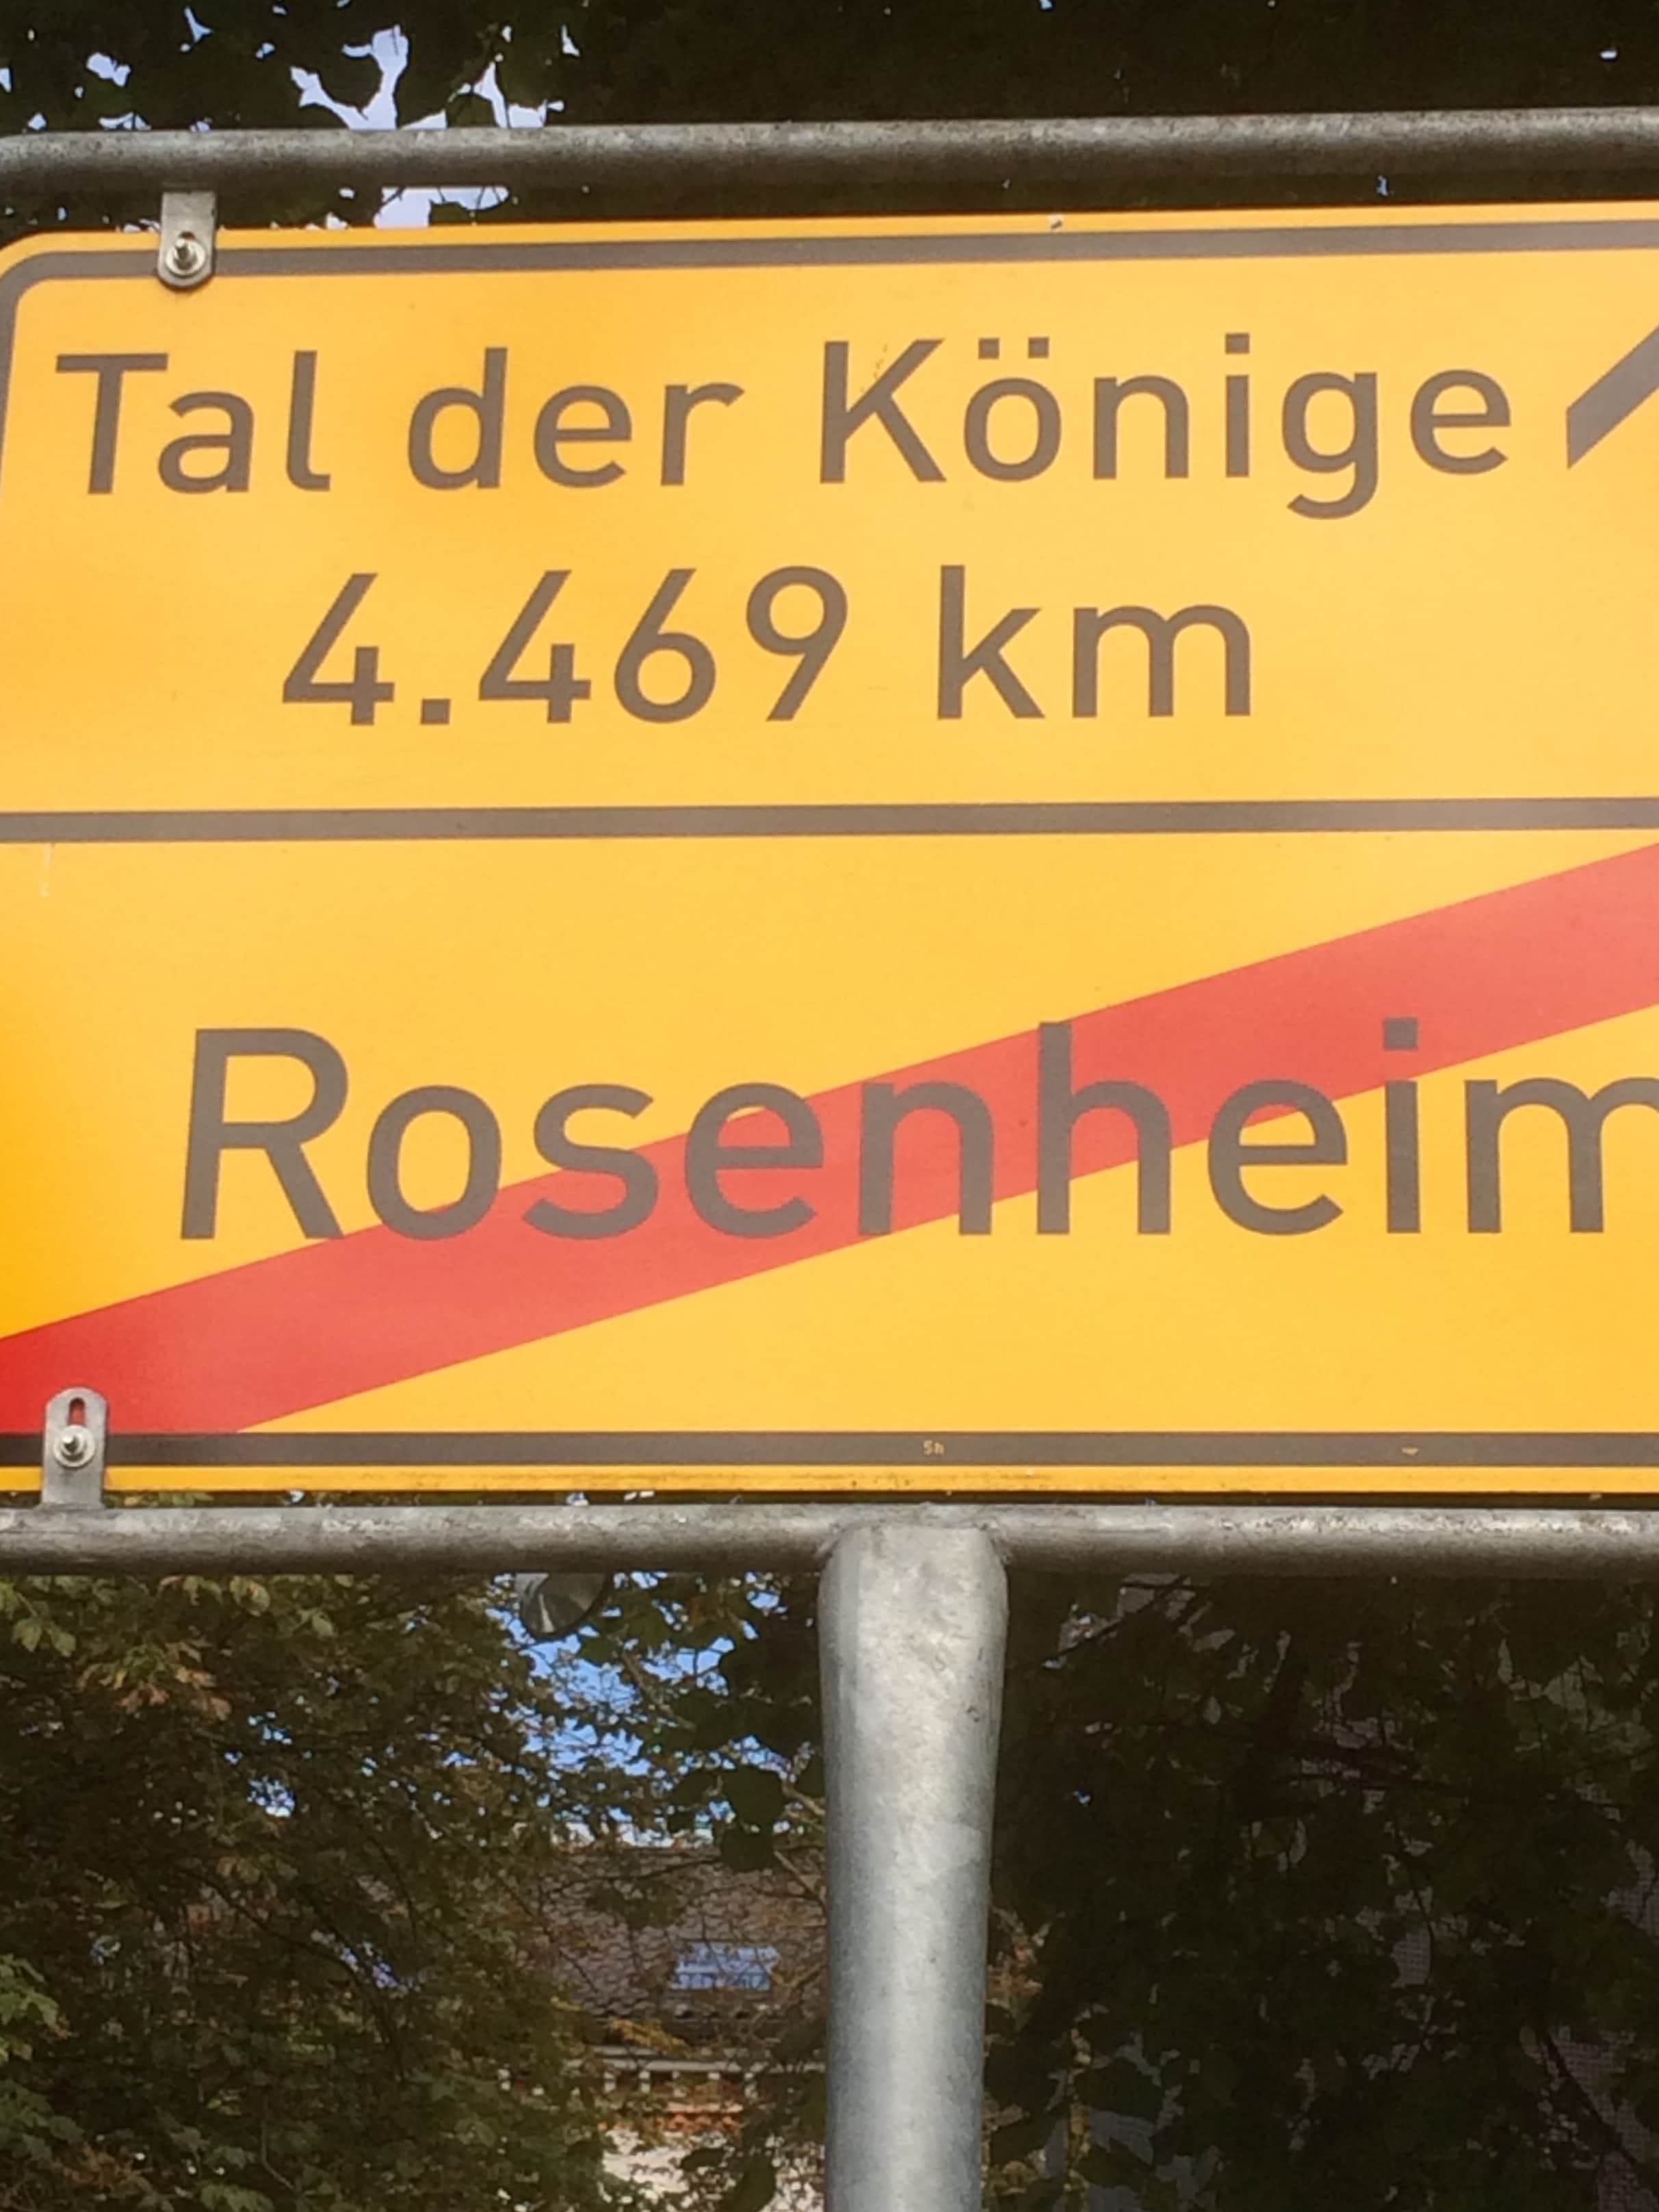 Tal der Könige
4.469 km
Rosenheim